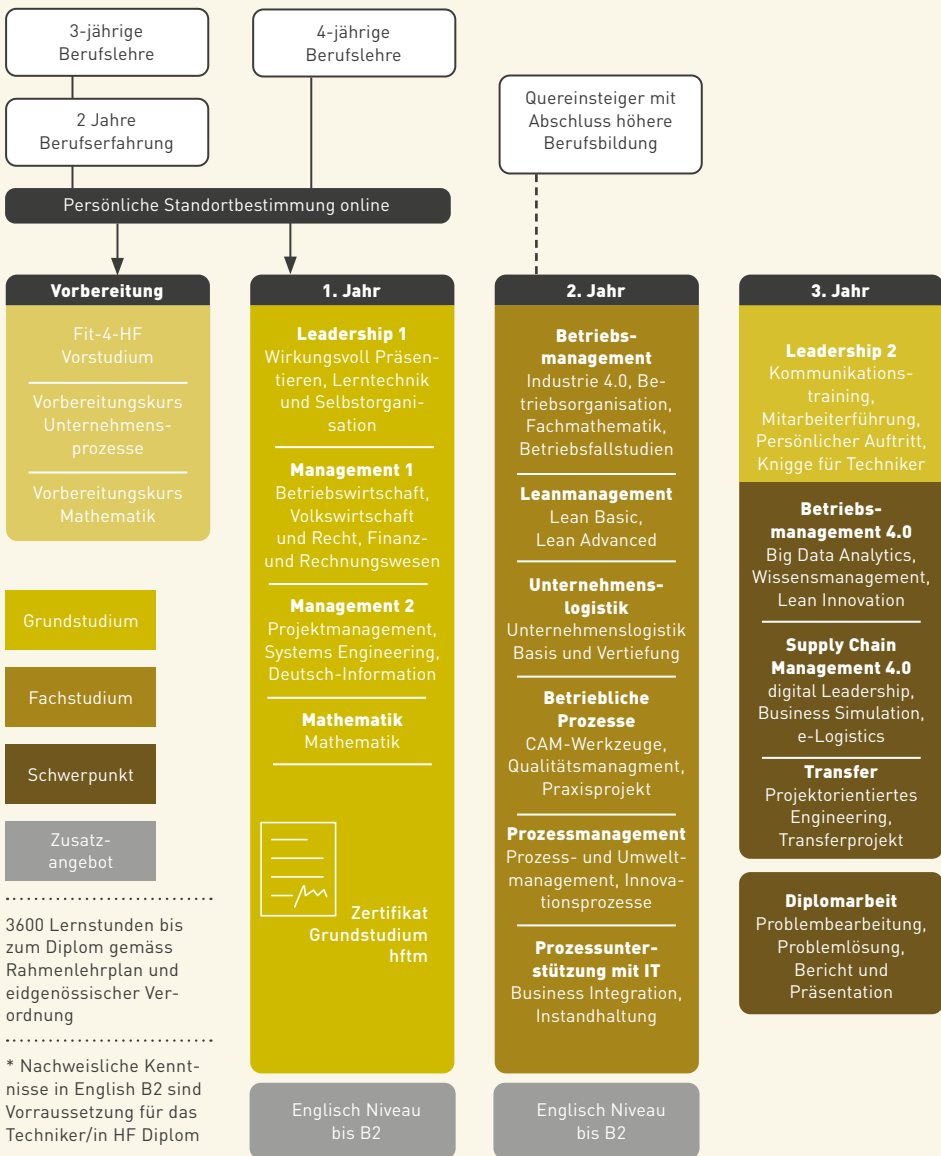 3-jährige
Berufslehre
4-jährige
Berufslehre
2 Jahre
Berufserfahrung
Quereinsteiger mit
Abschluss höhere
Berufsbildung
Persönliche Standortbestimmung online
Vorbereitung
Fit-4-HF
Vorstudium
Vorbereitungskurs
Unternehmens-
prozesse
Vorbereitungskurs
Mathematik
Grundstudium
Fachstudium
Schwerpunkt
Zusatz-
angebot
3600 Lernstunden bis
zum Diplom gemäss
Rahmenlehrplan und
eidgenössischer Ver-
ordnung
* Nachweisliche Kennt-
nisse in English B2 sind
Vorraussetzung für das
Techniker/in HF Diplom
1. Jahr
Leadership 1
Wirkungsvoll Präsen-
tieren, Lerntechnik
und Selbstorgani-
sation
Management 1
Betriebswirtschaft,
Volkswirtschaft
und Recht, Finanz-
und Rechnungswesen
Management 2
Projektmanagement,
Systems Engineering,
Deutsch-Information
Mathematik
Mathematik
Zertifikat
Grundstudium
hftm
Englisch Niveau
bis B2
2. Jahr
Betriebs-
management
Industrie 4.0, Be-
triebsorganisation,
Fachmathematik,
Betriebsfallstudien
Leanmanagement
Lean Basic,
Lean Advanced
Unternehmens-
logistik
Unternehmenslogistik
Basis und Vertiefung
Betriebliche
Prozesse
CAM-Werkzeuge,
Qualitätsmanagment,
Praxisprojekt
Prozessmanagement
Prozess- und Umwelt-
management, Innova-
tionsprozesse
Prozessunter-
stützung mit IT
Business Integration,
Instandhaltung
Englisch Niveau
bis B2
3. Jahr
Leadership 2
Kommunikations-
training,
Mitarbeiterführung,
Persönlicher Auftritt,
Knigge für Techniker
Betriebs-
management 4.0
Big Data Analytics,
Wissensmanagement,
Lean Innovation
Supply Chain
Management 4.0
digital Leadership,
Business Simulation,
e-Logistics
Transfer
Projektorientiertes
Engineering,
Transferprojekt
Diplomarbeit
Problembearbeitung,
Problemlösung,
Bericht und
Präsentation